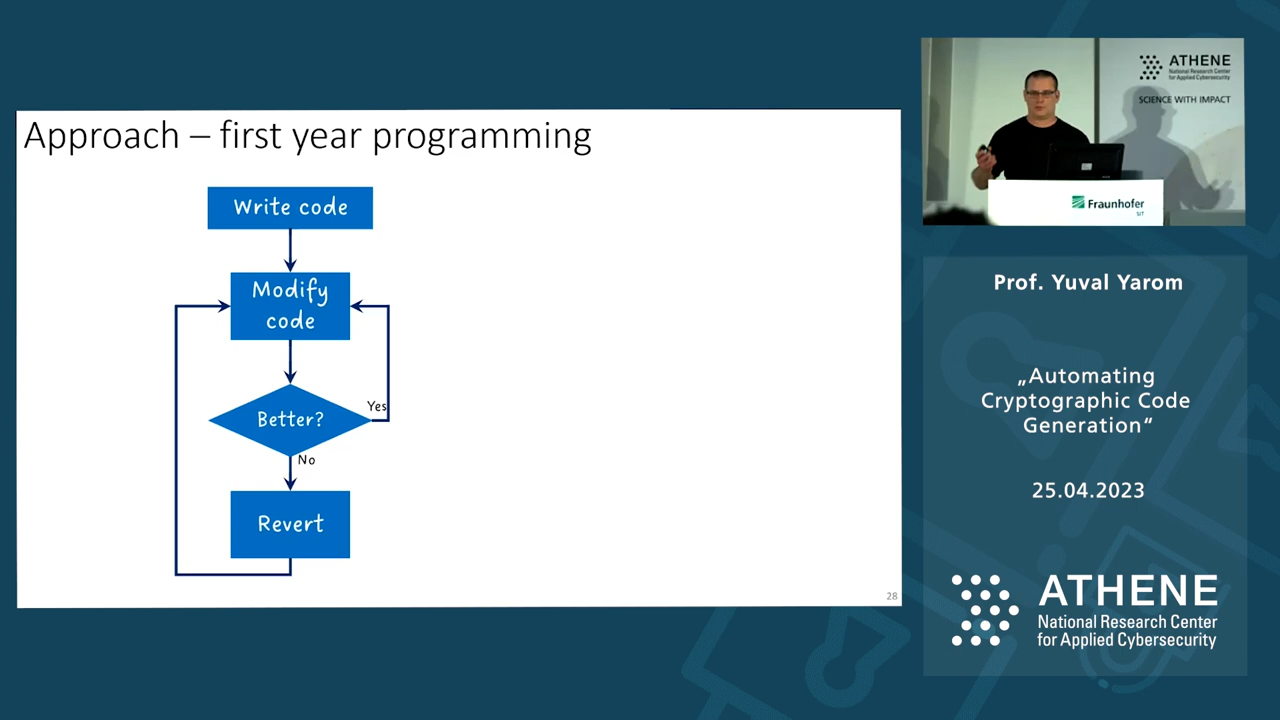 Approach – first year programming
Write code
Modify
code
Better?
Yes
No
Revert
28
ATHENE
National Research Center
for Applied Cybersecurity
SCIENCE WITH IMPACT
Fraunhofer
SIT
Prof. Yuval Yarom
„Automating
Cryptographic Code
Generation“
25.04.2023
ATHENE
National Research Center
for Applied Cybersecurity